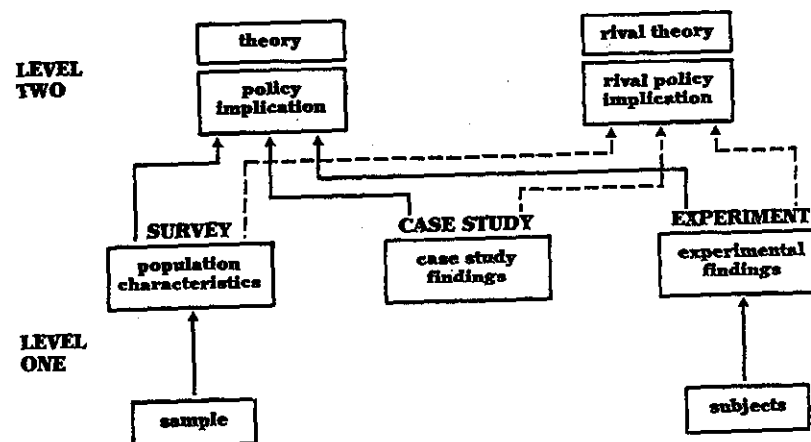 theory
rival theory
LEVEL
TWO
policy
implication
rival policy
implication
SURVEY
CASE STUDY
EXPERIMENT
population
characteristics
case study
findings
experimental
findings
LEVEL
ONE
sample
subjects